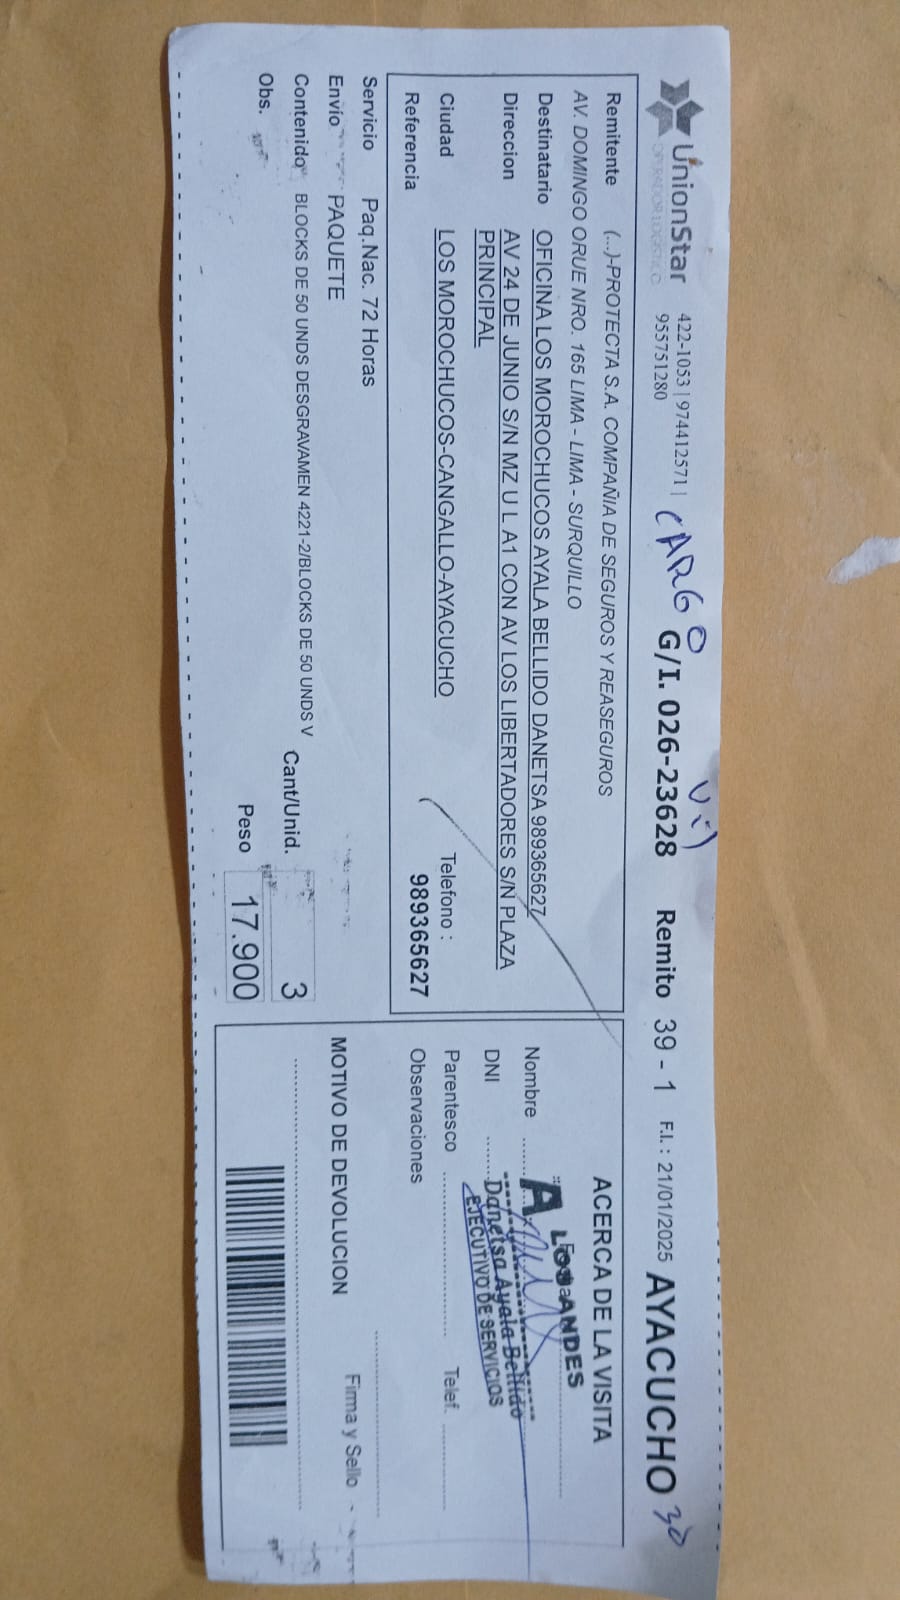 UnionStar
OPERADOR LOGISTICO
422-1053 | 974412571 |
955751280
CARGO
G/I. 026-23628 Remito 39 - 1 F.I.: 21/01/2025 AYACUCHO 30
Remitente (...)-PROTECTA S.A. COMPAÑIA DE SEGUROS Y REASEGUROS
AV. DOMINGO ORUE NRO. 165 LIMA - LIMA - SURQUILLO
Destinatario OFICINA LOS MOROCHUCOS AYALA BELLIDO DANETSA 989365627
Direccion AV 24 DE JUNIO S/N MZ U L A1 CON AV LOS LIBERTADORES S/N PLAZA
PRINCIPAL
Ciudad LOS MOROCHUCOS-CANGALLO-AYACUCHO
Telefono :
Referencia
989365627
Servicio Paq.Nac. 72 Horas
Envío PAQUETE
Contenido BLOCKS DE 50 UNDS DESGRAVAMEN 4221-2/BLOCKS DE 50 UNDS V
Cant/Unid. 3
Obs.
Peso 17.900
ACERCA DE LA VISITA
LOS ANDES
Nombre
DNI
Danetsa Ayala Bellido
EJECUTIVO DE SERVICIOS
Parentesco Telef.
Observaciones
MOTIVO DE DEVOLUCION Firma y Sello